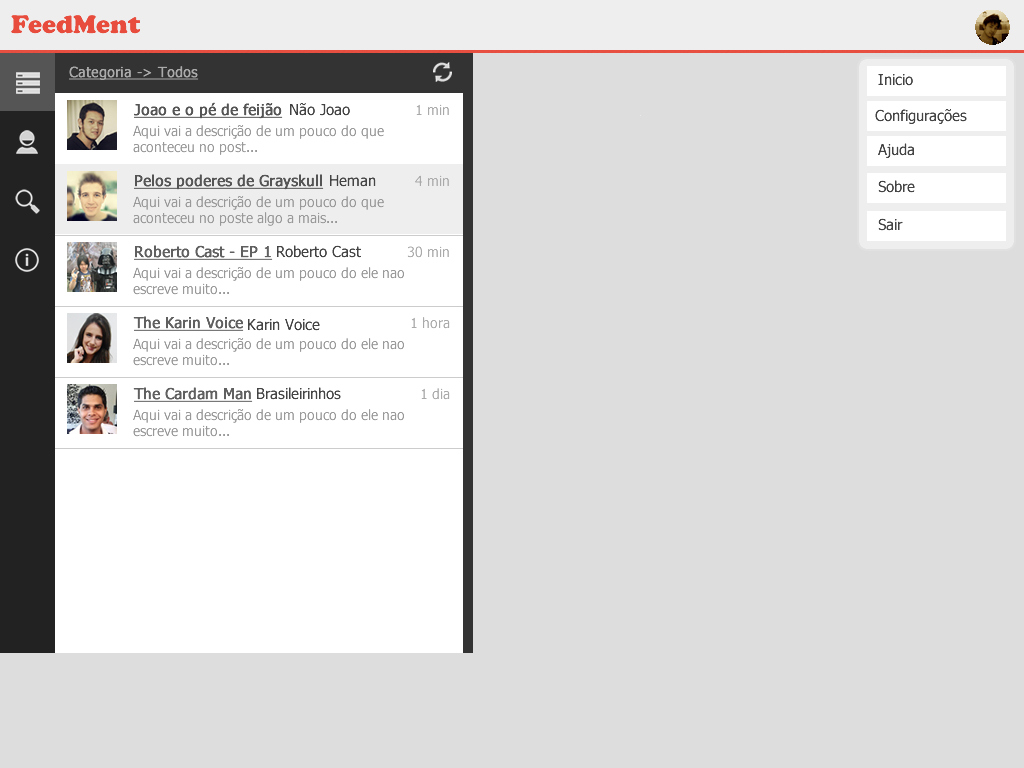 FeedMent
Categoria -> Todos
Joao e o pé de feijão Não Joao 1 min
Aqui vai a descrição de um pouco do que
aconteceu no post...
Pelos poderes de Grayskull Heman 4 min
Aqui vai a descrição de um pouco do que
aconteceu no poste algo a mais...
Roberto Cast - EP 1 Roberto Cast 30 min
Aqui vai a descrição de um pouco do ele nao
escreve muito...
The Karin Voice Karin Voice 1 hora
Aqui vai a descrição de um pouco do ele nao
escreve muito...
The Cardam Man Brasileirinhos 1 dia
Aqui vai a descrição de um pouco do ele nao
escreve muito...
Inicio
Configurações
Ajuda
Sobre
Sair